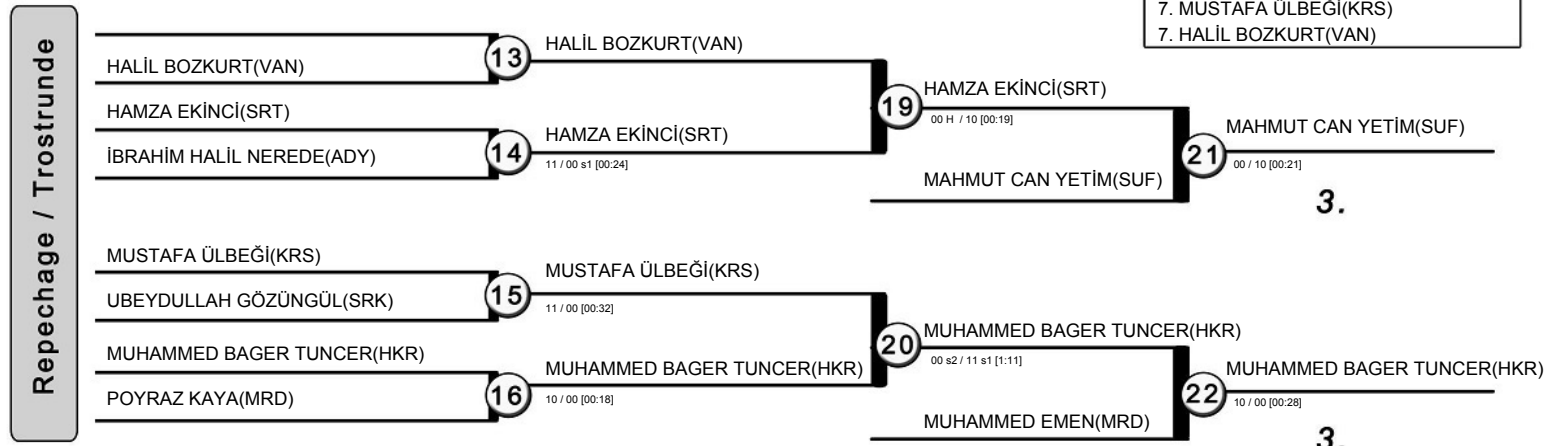 7. MUSTAFA ÜLBEĞİ(KRS)
7. HALİL BOZKURT(VAN)
Repechage / Trostrunde
HALİL BOZKURT(VAN)
13
HALİL BOZKURT(VAN)
HAMZA EKİNCİ(SRT)
İBRAHİM HALİL NEREDE(ADY)
14
HAMZA EKİNCİ(SRT)
11 / 00 s1 [00:24]
19
HAMZA EKİNCİ(SRT)
00 H / 10 [00:19]
MAHMUT CAN YETİM(SUF)
21
MAHMUT CAN YETİM(SUF)
00 / 10 [00:21]
3.
MUSTAFA ÜLBEĞİ(KRS)
UBEYDULLAH GÖZÜNGÜL(SRK)
15
MUSTAFA ÜLBEĞİ(KRS)
11 / 00 [00:32]
MUHAMMED BAGER TUNCER(HKR)
POYRAZ KAYA(MRD)
16
MUHAMMED BAGER TUNCER(HKR)
10 / 00 [00:18]
20
MUHAMMED BAGER TUNCER(HKR)
00 s2 / 11 s1 [1:11]
MUHAMMED EMEN(MRD)
22
MUHAMMED BAGER TUNCER(HKR)
10 / 00 [00:28]
3.